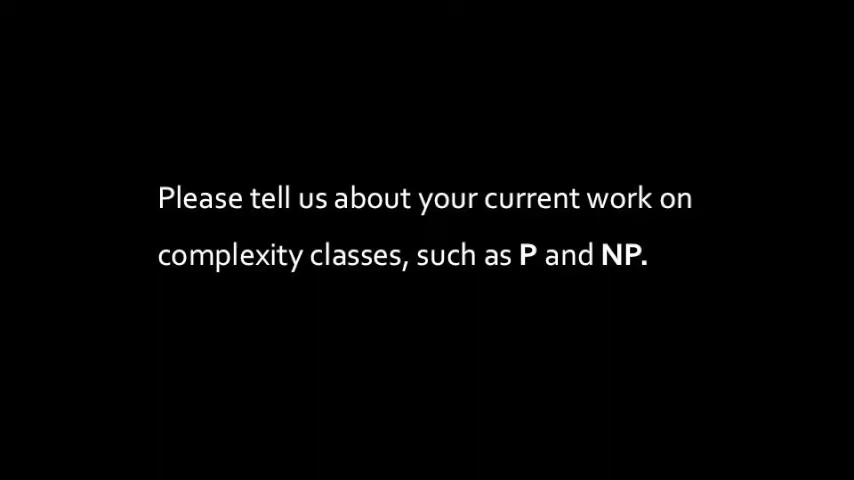 Please tell us about your current work on
complexity classes, such as P and NP.